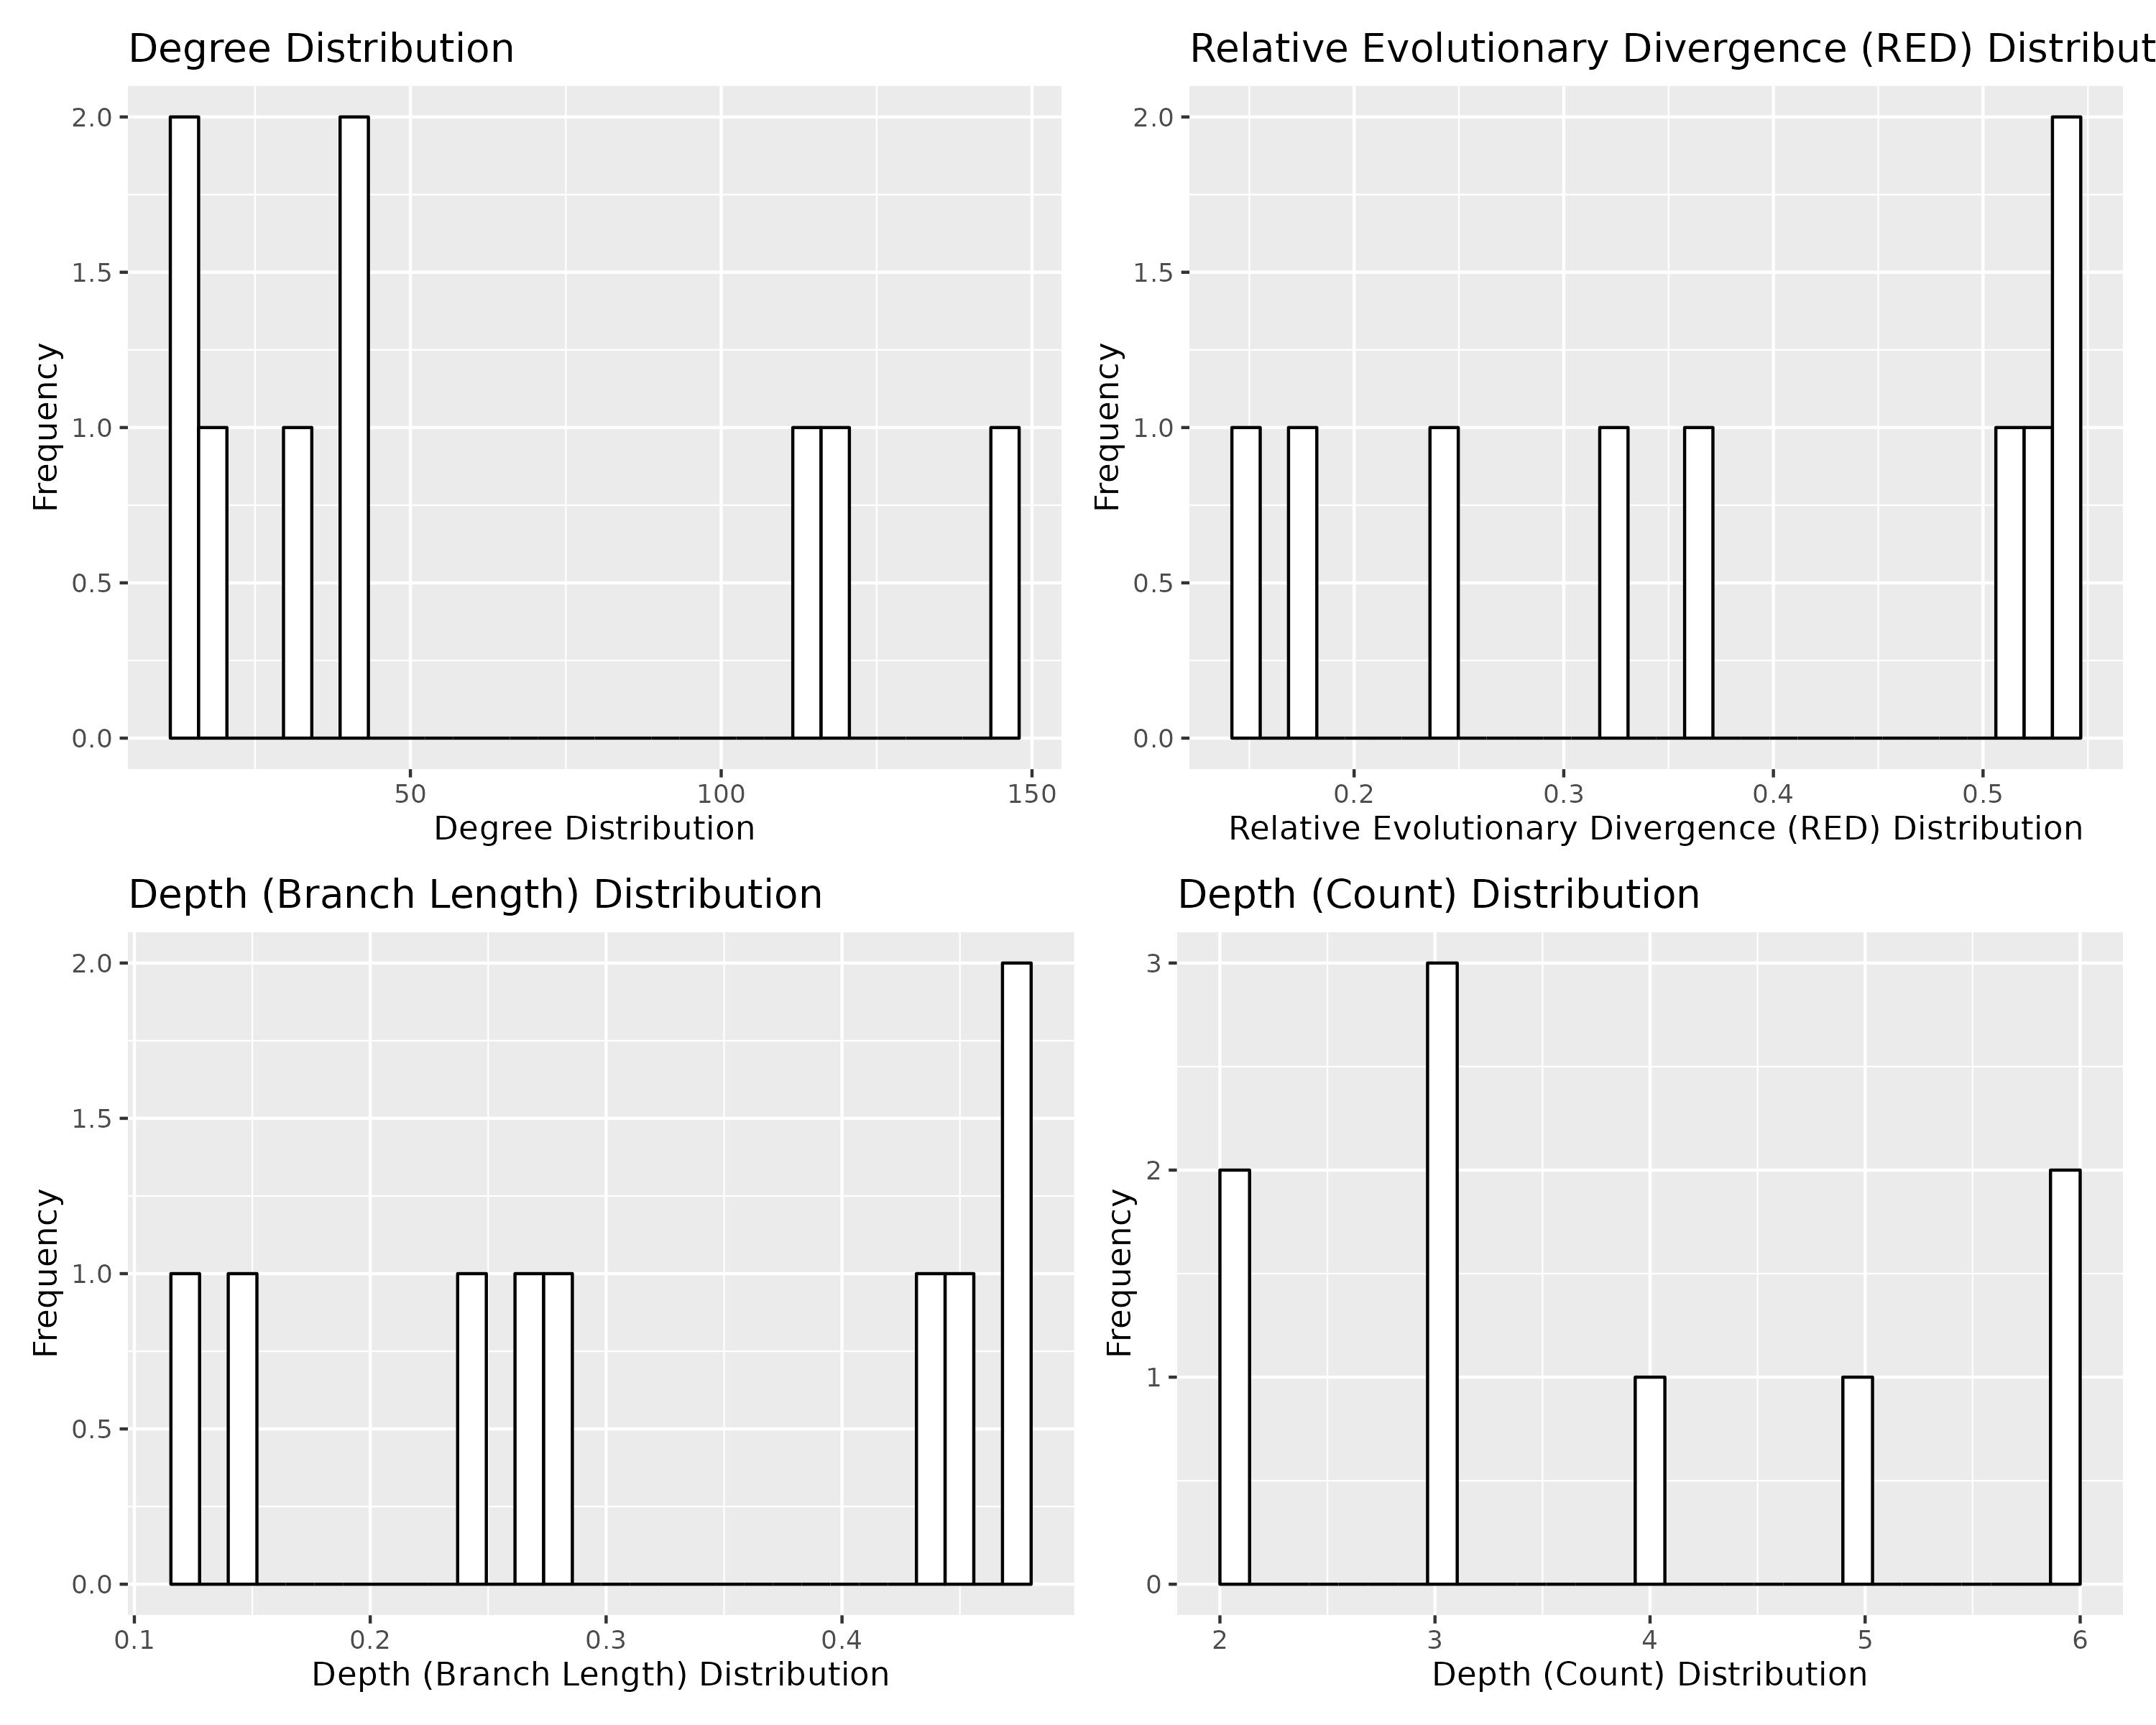 Degree Distribution
Frequency
2.0
1.5
1.0
0.5
0.0
50 100 150
Degree Distribution
Relative Evolutionary Divergence (RED) Distribut
Frequency
2.0
1.5
1.0
0.5
0.0
0.2 0.3 0.4 0.5
Relative Evolutionary Divergence (RED) Distribution
Depth (Branch Length) Distribution
Frequency
2.0
1.5
1.0
0.5
0.0
0.1 0.2 0.3 0.4
Depth (Branch Length) Distribution
Depth (Count) Distribution
Frequency
3
2
1
0
2 3 4 5 6
Depth (Count) Distribution